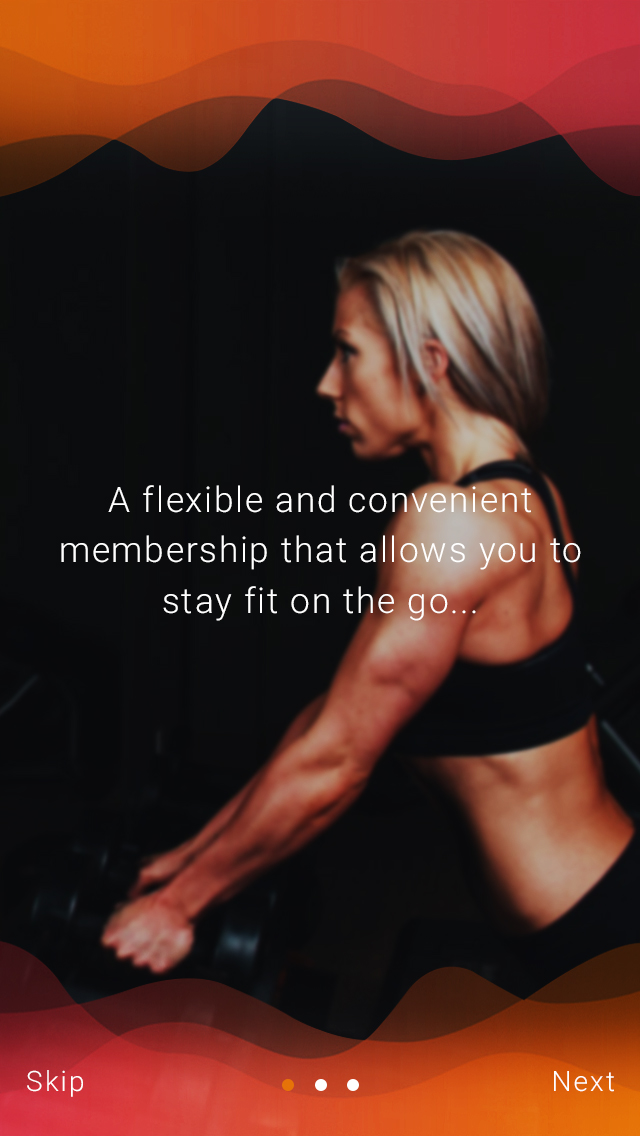 A flexible and convenient
membership that allows you to
stay fit on the go...
Skip
Next